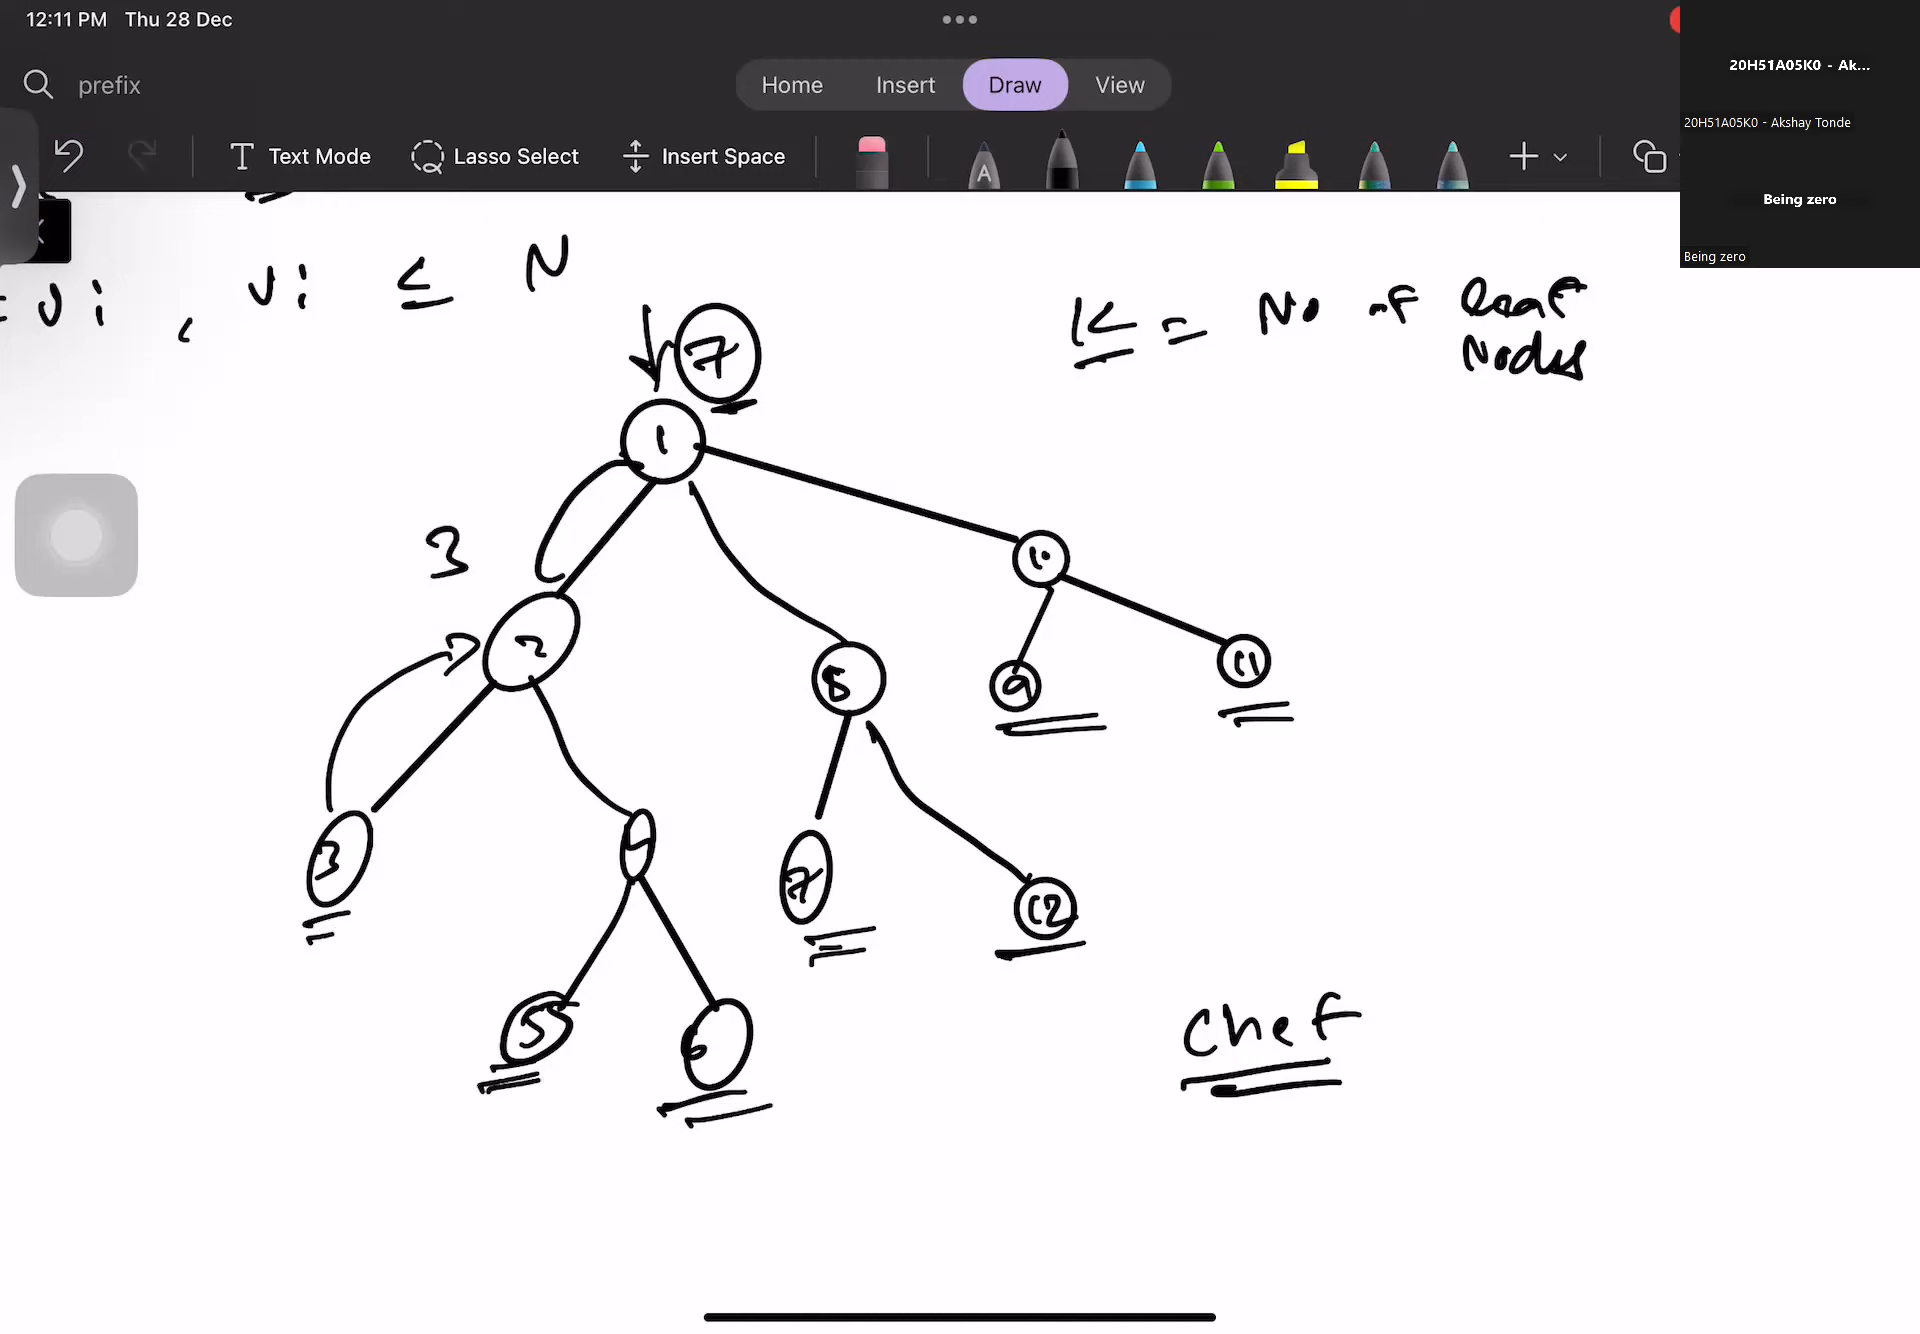 12:11 PM Thu 28 Dec
20H51A05K0 - Ak...
prefix
Home Insert Draw View
20H51A05K0 - Akshay Tonde
Text Mode Lasso Select Insert Space
A
Being zero
Being zero
vi , vi ≤ N
K = No of leaf
Nodes
7
1
3
10
2
8
9
11
3
4
7
12
5
6
Chef